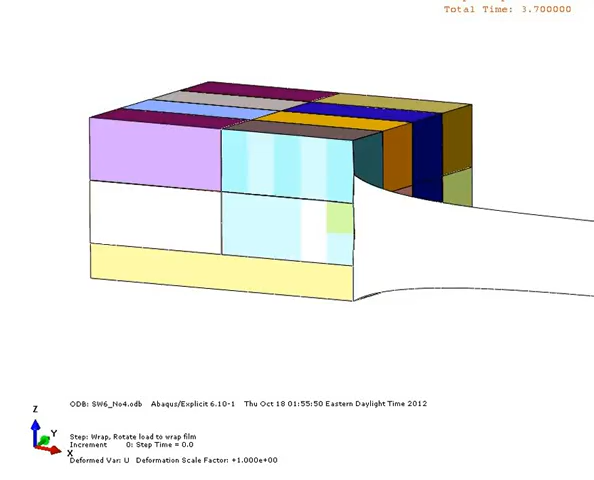 Total Time: 3.700000
ODB: SW6_No4.odb Abaqus/Explicit 6.10-1 Thu Oct 18 01:55:50 Eastern Daylight Time 2012
Z
Y
X
Step: Wrap, Rotate load to wrap film
Increment 0: Step Time = 0.0
Deformed Var: U Deformation Scale Factor: +1.000e+00